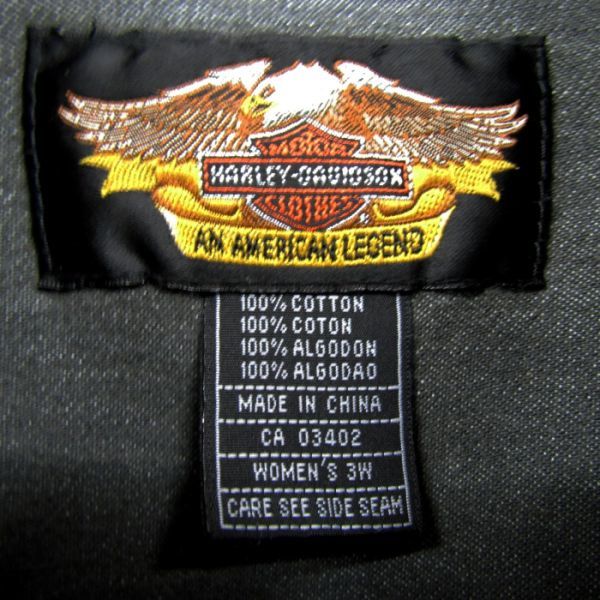 MOTOR
HARLEY-DAVIDSON
CLOTHES
®
AN AMERICAN LEGEND
100% COTTON
100% COTON
100% ALGODON
100% ALGODAO
MADE IN CHINA
CA 03402
WOMEN'S 3W
CARE SEE SIDE SEAM